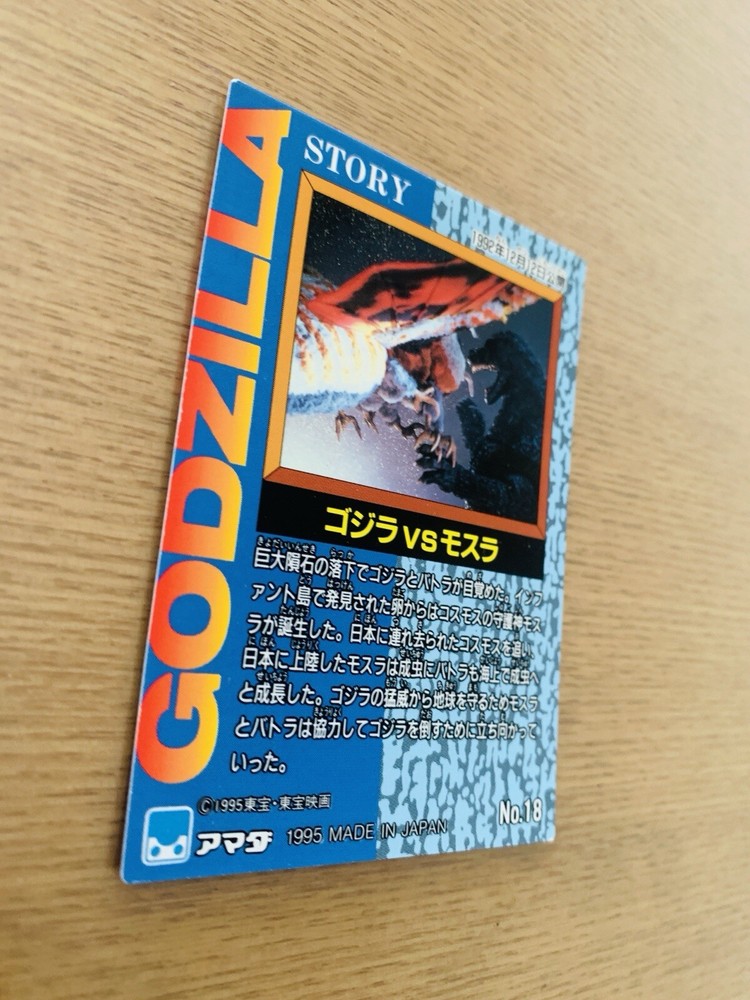 GODZILLA
STORY
1992年12月12日公開
ゴジラvsモスラ
巨大隕石の落下でゴジラとバトラが目覚めた。インフ
ァント島で発見された卵からはコスモスの守護神モス
ラが誕生した。日本に連れ去られたコスモスを追い、
日本に上陸したモスラは成虫にバトラも海上で成虫へ
と成長した。ゴジラの猛威から地球を守るためモスラ
とバトラは協力してゴジラを倒すために立ち向かって
いった。
©1995東宝・東宝映画
アマダ 1995 MADE IN JAPAN
No.18